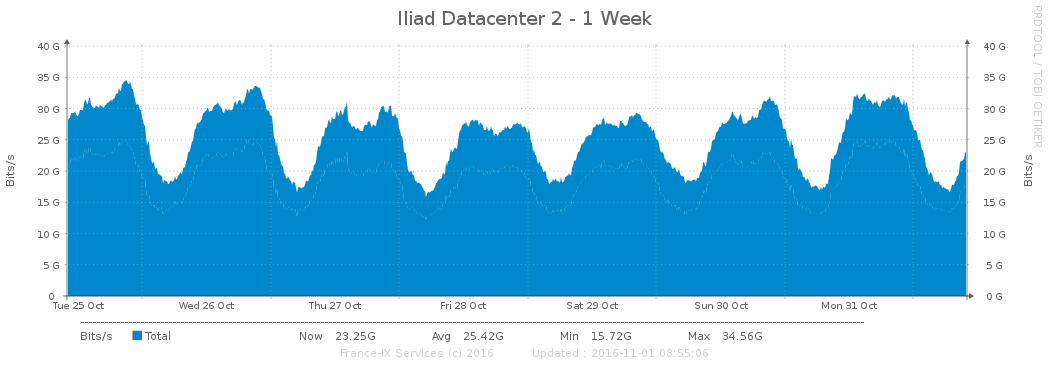 Iliad Datacenter 2 - 1 Week
RRDTOOL / TOBI OETIKER
Bits/s
40 G 40 G
35 G 35 G
30 G 30 G
25 G 25 G
20 G 20 G
15 G 15 G
10 G 10 G
5 G 5 G
0 0 G
Bits/s
Tue 25 Oct Wed 26 Oct Thu 27 Oct Fri 28 Oct Sat 29 Oct Sun 30 Oct Mon 31 Oct
Bits/s Total Now 23.25G Avg 25.42G Min 15.72G Max 34.56G
France-IX Services (c) 2016 Updated : 2016-11-01 08:55:06